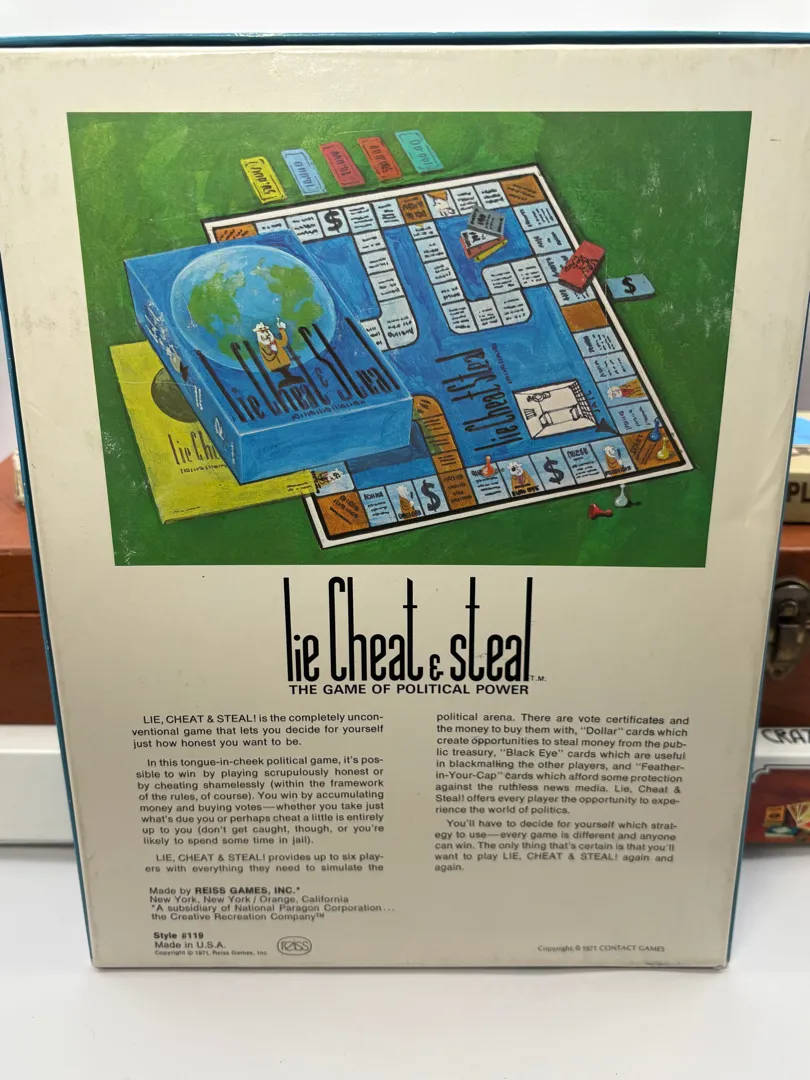 lie Cheat & Steal
lie Chea
lie Cheat & Steal
JAIL
lie Cheat & steal T.M.
THE GAME OF POLITICAL POWER
LIE, CHEAT & STEAL! is the completely uncon-
ventional game that lets you decide for yourself
just how honest you want to be.
In this tongue-in-cheek political game, it's pos-
sible to win by playing scrupulously honest or
by cheating shamelessly (within the framework
of the rules, of course). You win by accumulating
money and buying votes—whether you take just
what's due you or perhaps cheat a little is entirely
up to you (don't get caught, though, or you're
likely to spend some time in jail).
LIE, CHEAT & STEAL! provides up to six play-
ers with everything they need to simulate the
political arena. There are vote certificates and
the money to buy them with, "Dollar" cards which
create opportunities to steal money from the pub-
lic treasury, "Black Eye" cards which are useful
in blackmailing the other players, and "Feather-
in-Your-Cap" cards which afford some protection
against the ruthless news media. Lie, Cheat &
Steal! offers every player the opportunity to expe-
rience the world of politics.
You'll have to decide for yourself which strat-
egy to use—every game is different and anyone
can win. The only thing that's certain is that you'll
want to play LIE, CHEAT & STEAL! again and
again.
Made by REISS GAMES, INC.*
New York, New York / Orange, California
*A subsidiary of National Paragon Corporation...
the Creative Recreation Company™
Style #119
Made in U.S.A.
Copyright © 1971, Reiss Games, Inc.
REISS
Copyright © 1971 CONTACT GAMES
PL
CRAZ